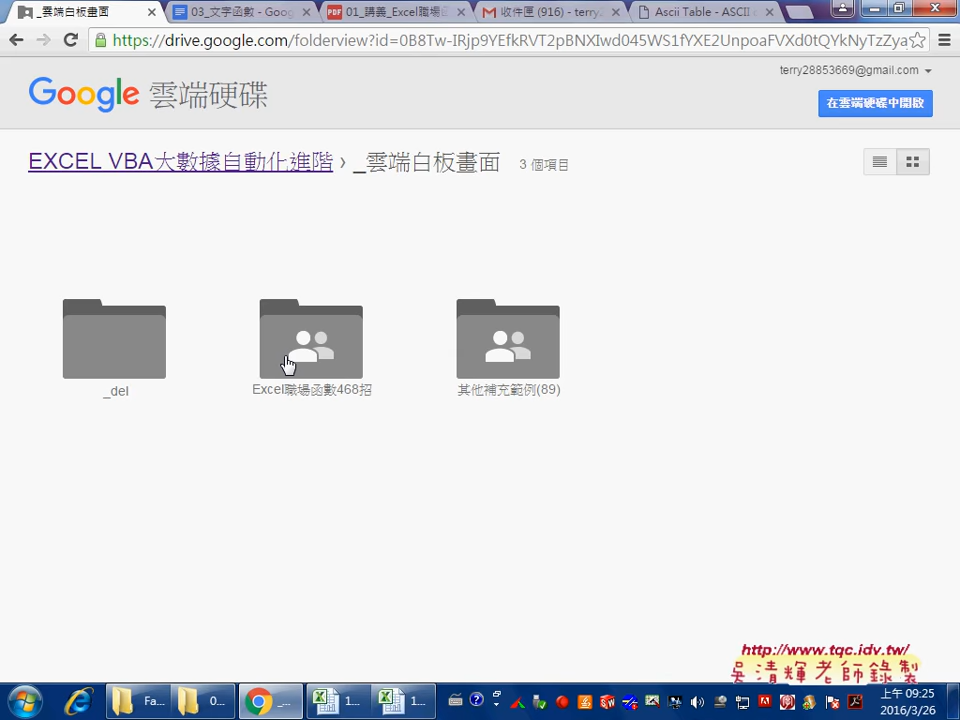 _雲端白板畫面
03_文字函數 - Goog
01_講義_Excel職場函
收件匣 (916) - terry.
Ascii Table - ASCII c
https://drive.google.com/folderview?id=0B8Tw-IRjp9YEfkRVT2pBNXIwd045WS1fYXE2UnpoaFVXd0tQYkNyTzZya
terry28853669@gmail.com
Google 雲端硬碟
在雲端硬碟中開啟
EXCEL VBA大數據自動化進階 › _雲端白板畫面 3 個項目
_del
Excel職場函數468招
其他補充範例(89)
http://www.tqc.idv.tw/
吳清輝老師錄製
Fa...
0...
_...
1...
1...
上午 09:25
2016/3/26